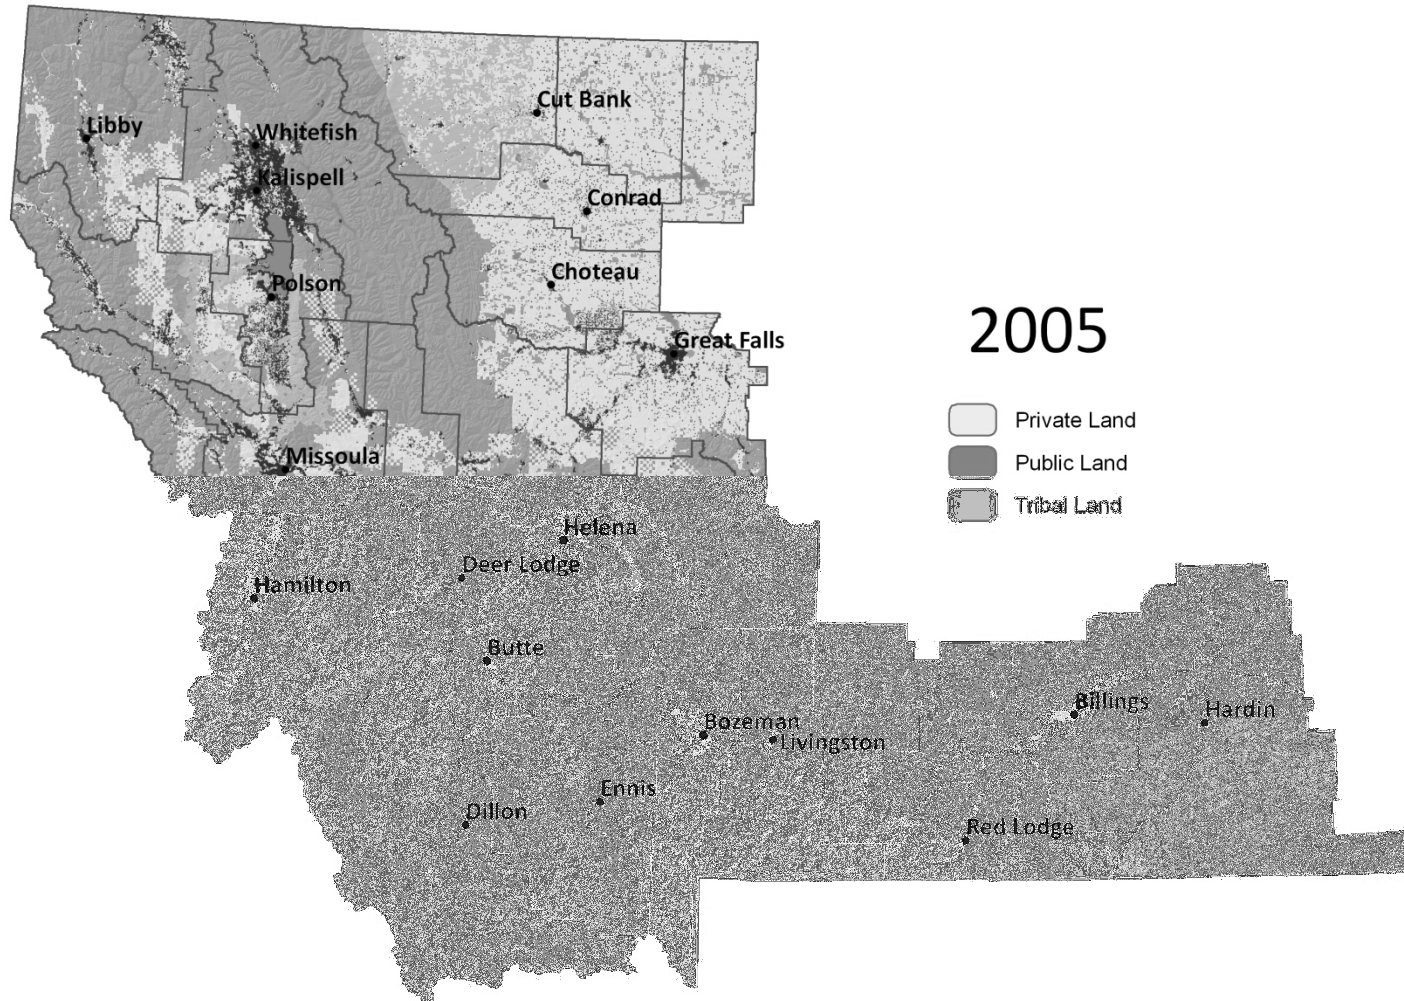 Cut Bank
Libby
Whitefish
Kalispell
Conrad
Choteau
Polson
2005
Great Falls
Private Land
Missoula
Public Land
Tribal Land
Helena
Deer Lodge
Hamilton
Butte
Billings
Hardin
Bozeman
Livingston
Ennis
Dillon
Red Lodge